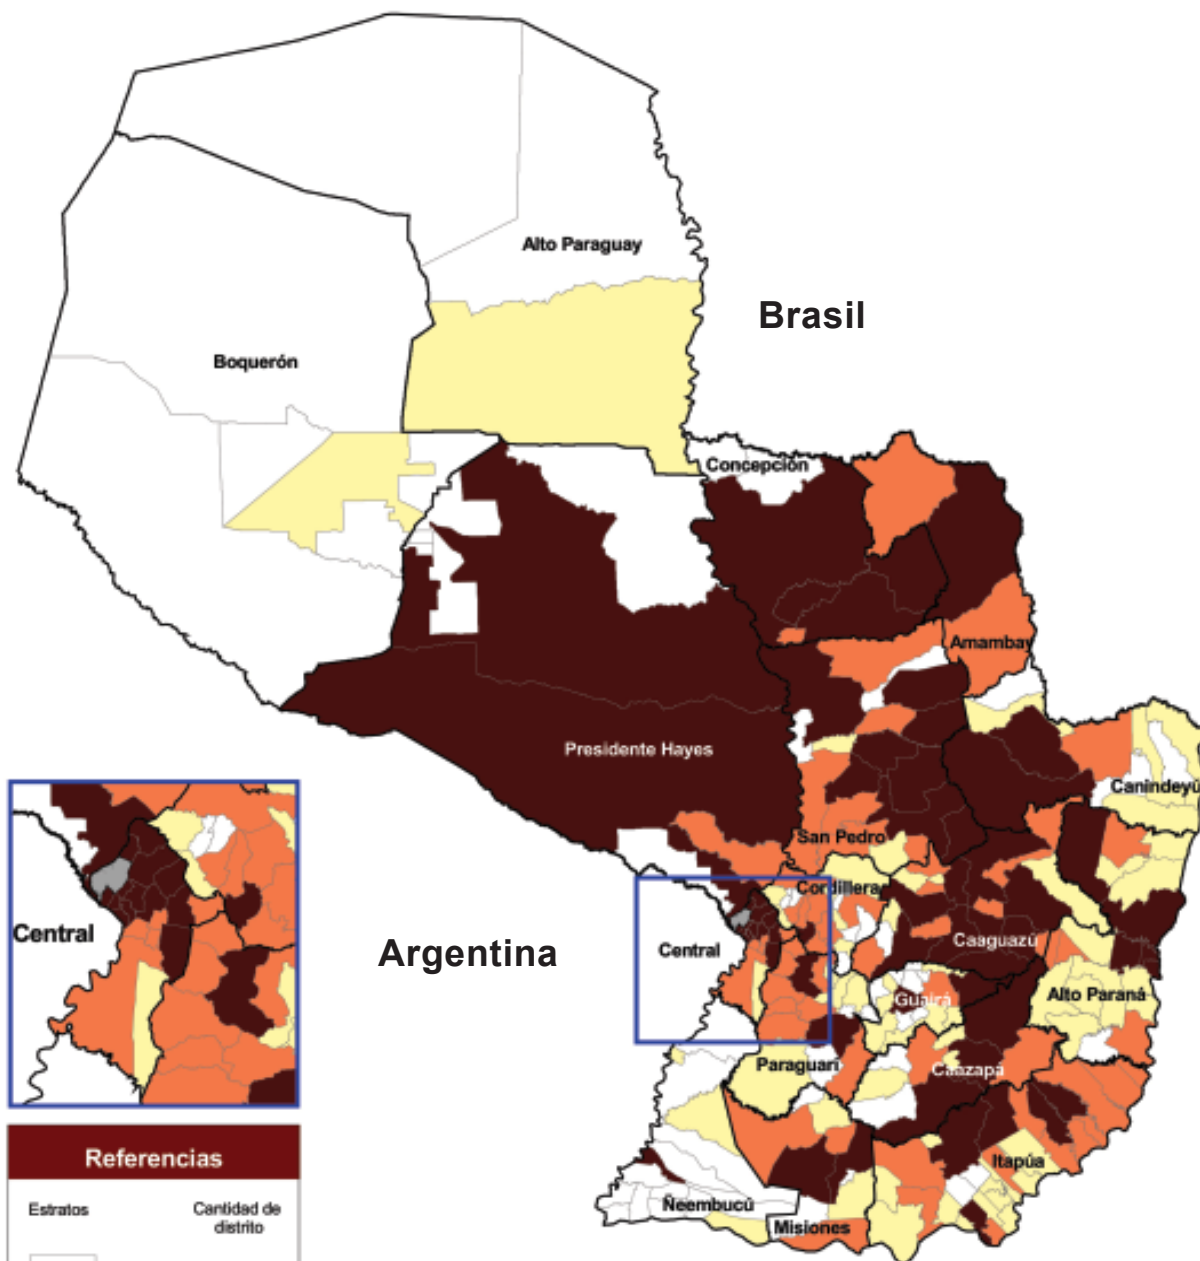 Alto Paraguay
Brasil
Boquerón
Concepción
Amambay
Presidente Hayes
Canindeyú
San Pedro
Cordillera
Central
Argentina
Central
Caaguazú
Guairá
Alto Paraná
Paraguarí
Caazapá
Referencias
Itapúa
Estratos
Cantidad de
distrito
Ñeembucú
Misiones